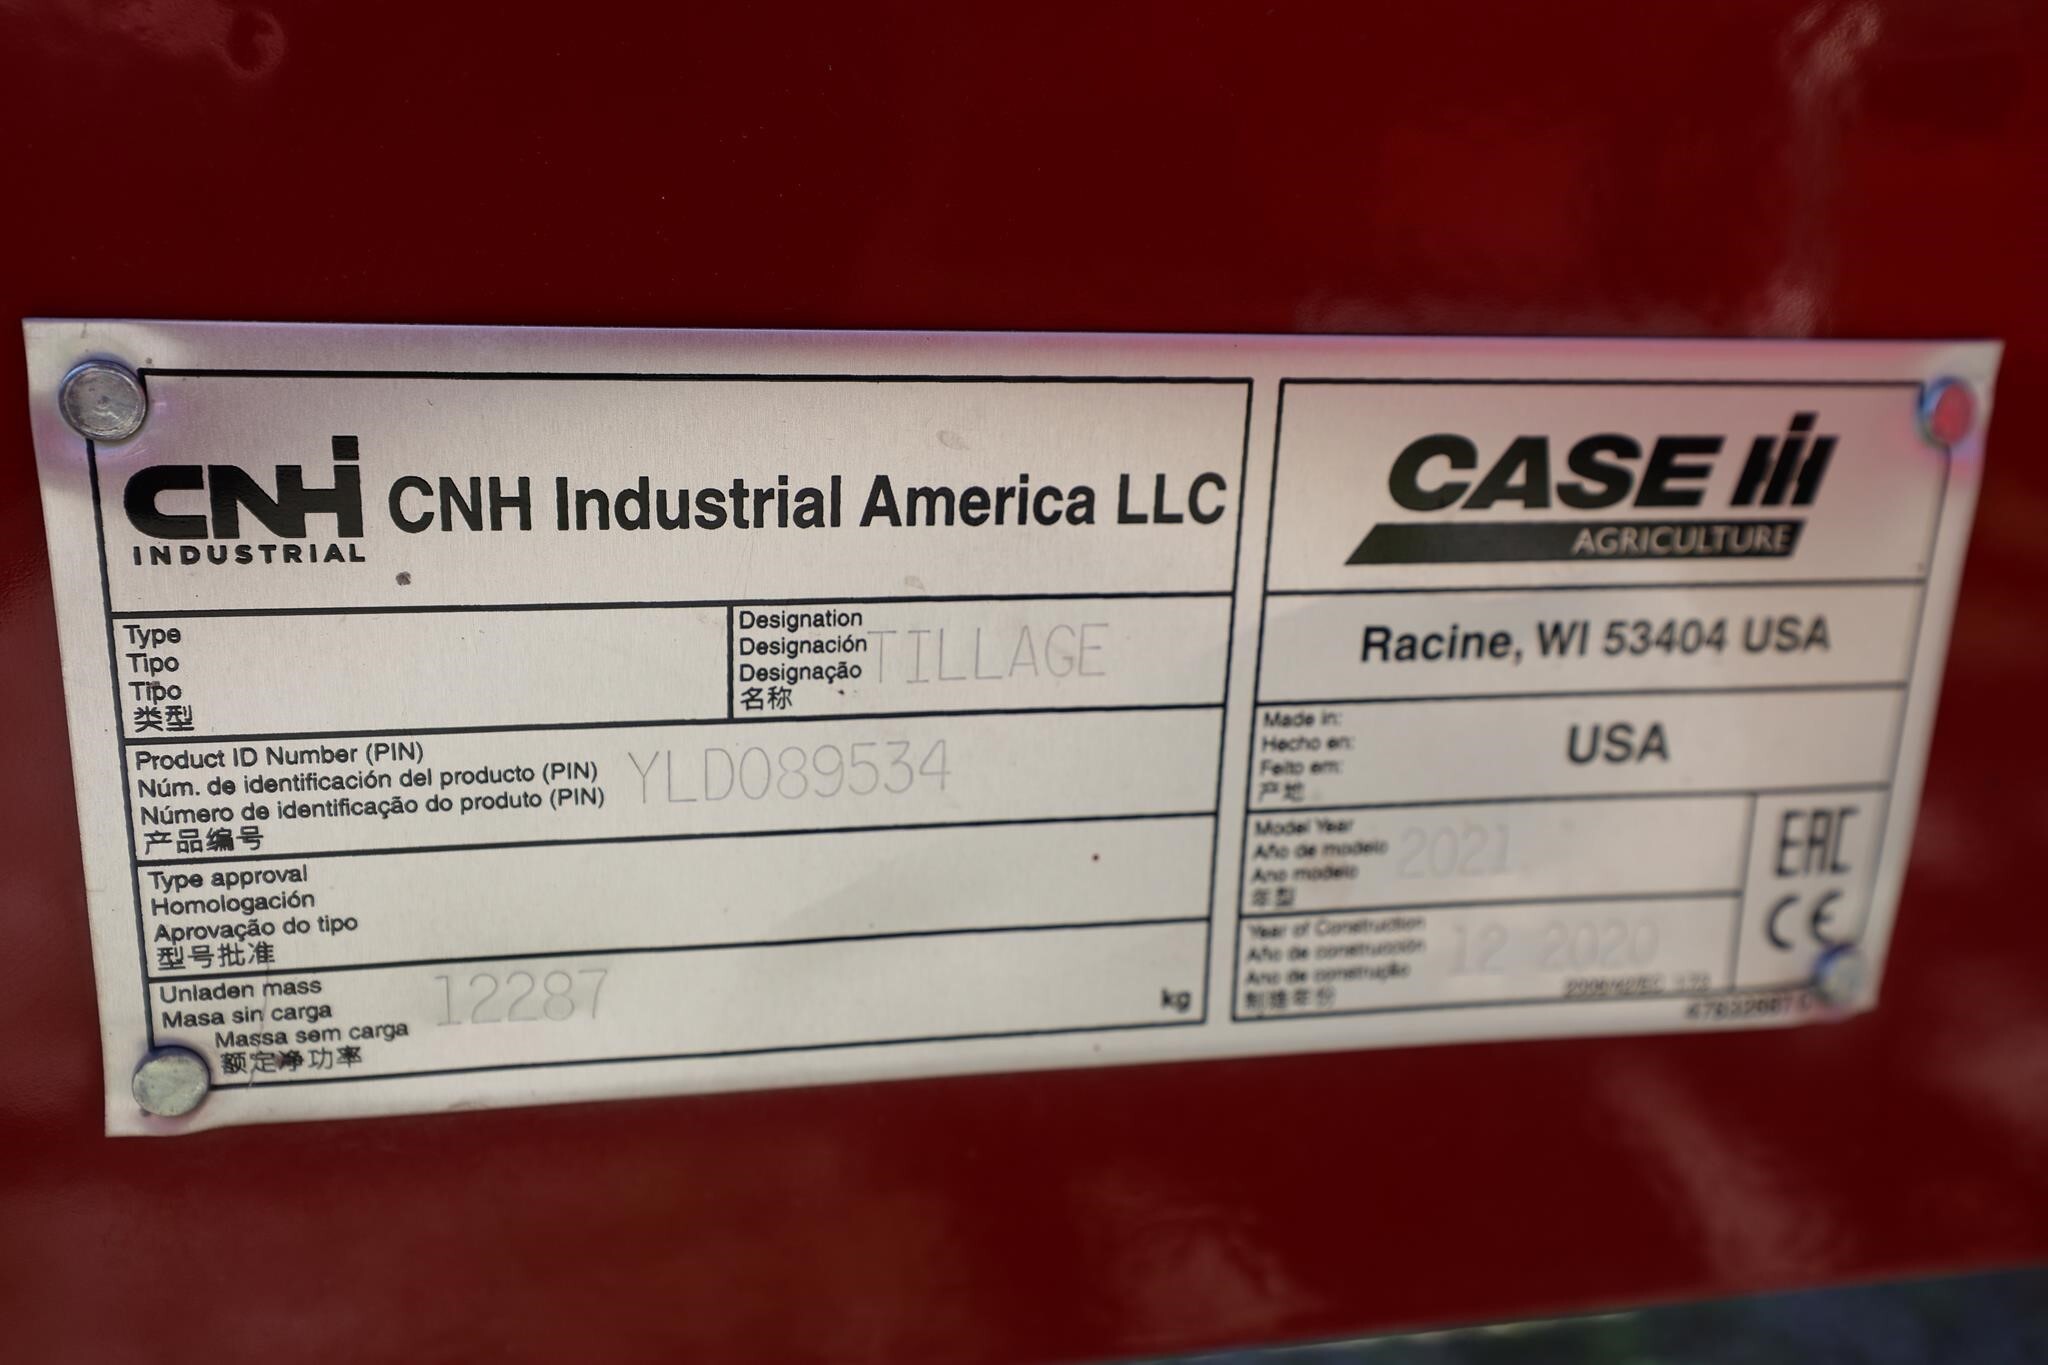 CNH
INDUSTRIAL
CNH Industrial America LLC
Type
Tipo
Tipo
类型
Designation
Designación
Designação
名称
TILLAGE
Product ID Number (PIN)
Núm. de identificación del producto (PIN)
Número de identificação do produto (PIN)
产品编号
YLD089534
Type approval
Homologación
Aprovação do tipo
型号批准
Unladen mass
Masa sin carga
Massa sem carga
额定净功率
12287
kg
CASE IH
AGRICULTURE
Racine, WI 53404 USA
Made in:
Hecho en:
Feito em:
产地
USA
Model Year
Año de modelo
Ano modelo
年型
2021
Year of Construction
Año de construcción
Ano de construção
制造年份
12 2020
EAC
CE